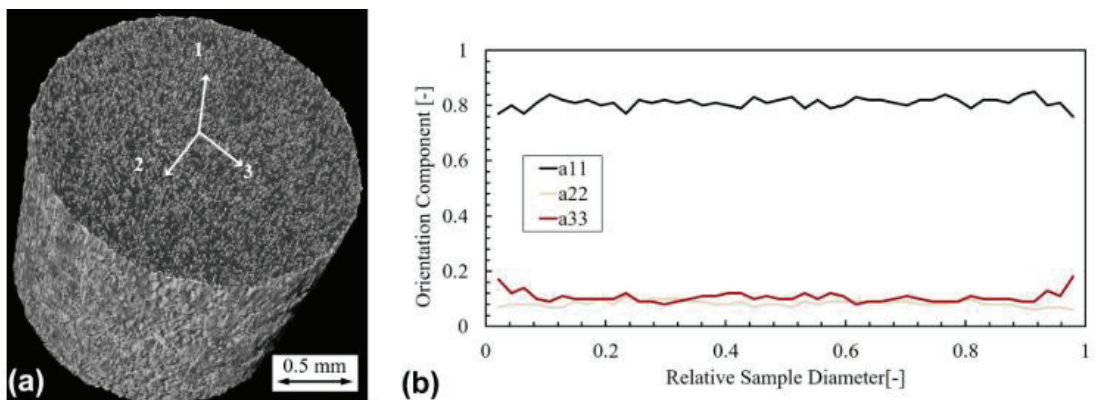 1
2
3
0.5 mm
(a)
1
0.8
0.6
0.4
0.2
0
Orientation Component [-]
a11
a22
a33
0
0.2
0.4
0.6
0.8
1
Relative Sample Diameter[-]
(b)